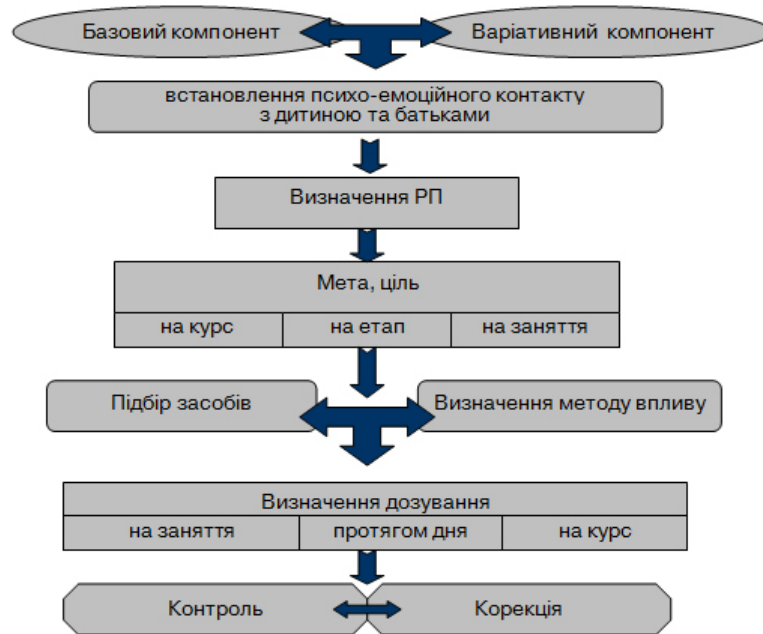 Базовий компонент
Варіативний компонент
встановлення психо-емоційного контакту
з дитиною та батьками
Визначення РП
Мета, ціль
на курс
на етап
на заняття
Підбір засобів
Визначення методу впливу
Визначення дозування
на заняття
протягом дня
на курс
Контроль
Корекція